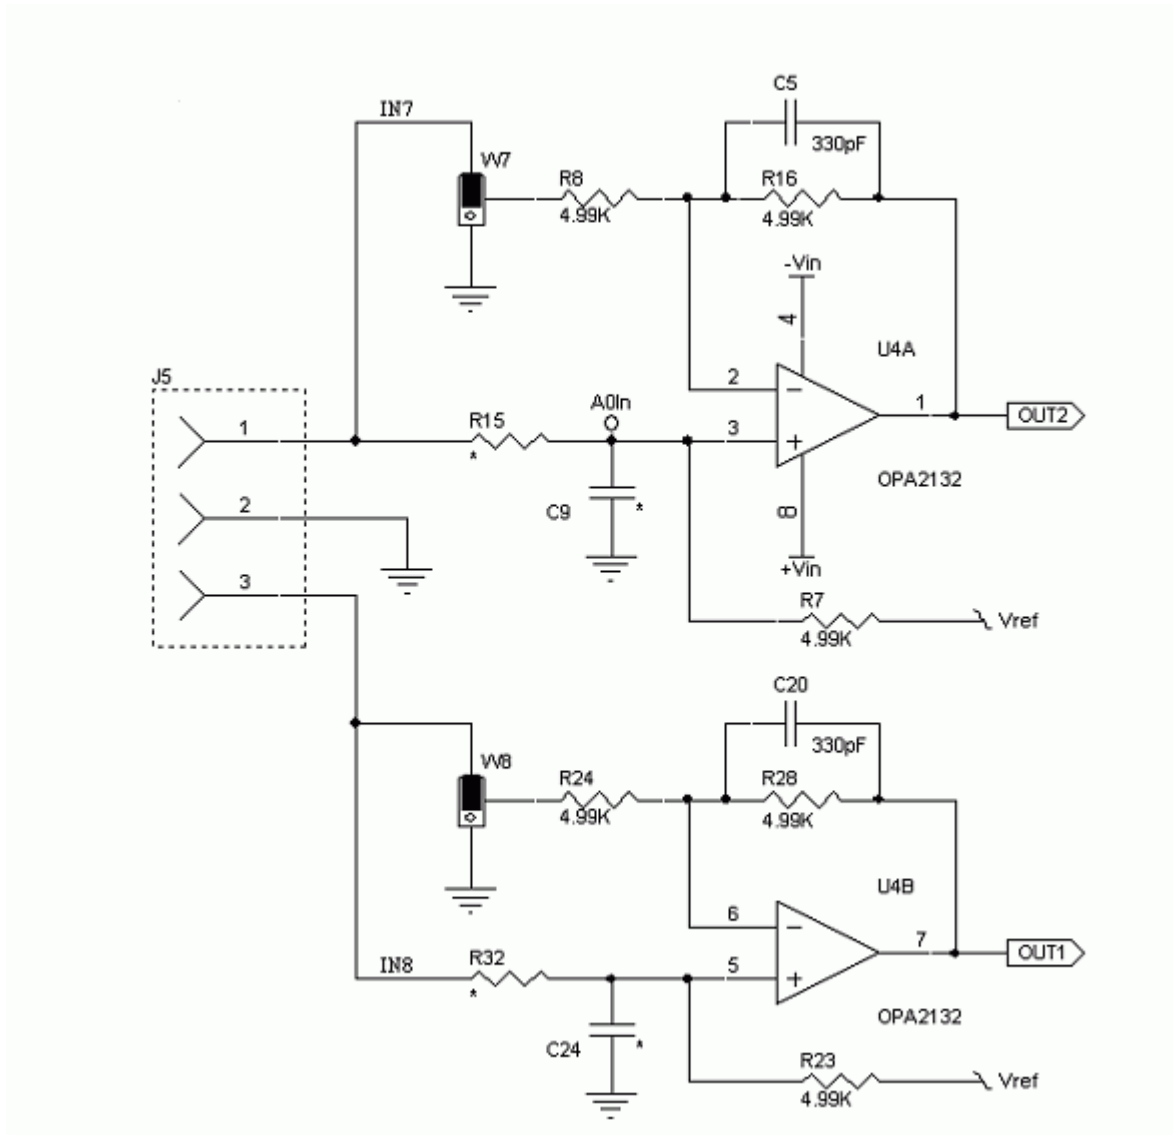 C5
IN7
330pF
W7
R8
R16
4.99K
4.99K
-Vin
4
U4A
J5
2
A0In
1
OUT2
1
R15
3
*
OPA2132
2
C9
*
8
+Vin
3
R7
Vref
4.99K
C20
330pF
W8
R24
R28
4.99K
4.99K
U4B
6
7
OUT1
IN8
R32
5
*
OPA2132
C24
*
R23
Vref
4.99K